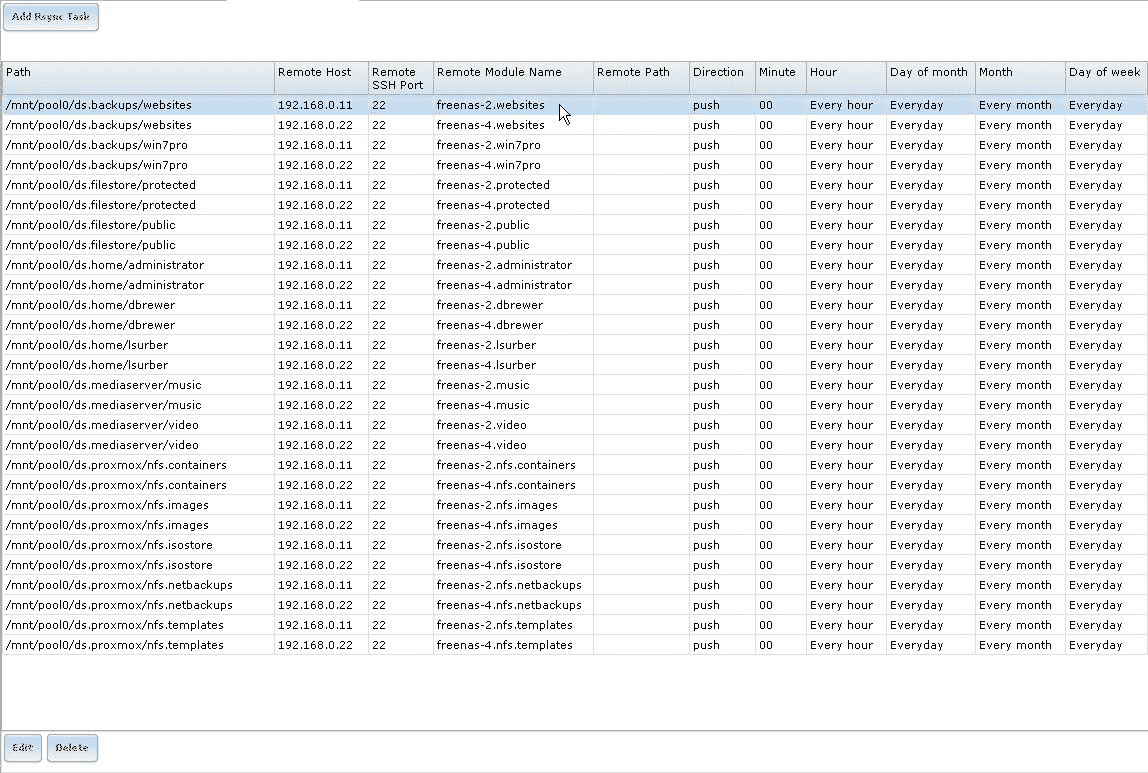 Add Rsync Task
Path Remote Host Remote SSH Port Remote Module Name Remote Path Direction Minute Hour Day of month Month Day of week
/mnt/pool0/ds.backups/websites 192.168.0.11 22 freenas-2.websites push 00 Every hour Everyday Every month Everyday
/mnt/pool0/ds.backups/websites 192.168.0.22 22 freenas-4.websites push 00 Every hour Everyday Every month Everyday
/mnt/pool0/ds.backups/win7pro 192.168.0.11 22 freenas-2.win7pro push 00 Every hour Everyday Every month Everyday
/mnt/pool0/ds.backups/win7pro 192.168.0.22 22 freenas-4.win7pro push 00 Every hour Everyday Every month Everyday
/mnt/pool0/ds.filestore/protected 192.168.0.11 22 freenas-2.protected push 00 Every hour Everyday Every month Everyday
/mnt/pool0/ds.filestore/protected 192.168.0.22 22 freenas-4.protected push 00 Every hour Everyday Every month Everyday
/mnt/pool0/ds.filestore/public 192.168.0.11 22 freenas-2.public push 00 Every hour Everyday Every month Everyday
/mnt/pool0/ds.filestore/public 192.168.0.22 22 freenas-4.public push 00 Every hour Everyday Every month Everyday
/mnt/pool0/ds.home/administrator 192.168.0.11 22 freenas-2.administrator push 00 Every hour Everyday Every month Everyday
/mnt/pool0/ds.home/administrator 192.168.0.22 22 freenas-4.administrator push 00 Every hour Everyday Every month Everyday
/mnt/pool0/ds.home/dbrewer 192.168.0.11 22 freenas-2.dbrewer push 00 Every hour Everyday Every month Everyday
/mnt/pool0/ds.home/dbrewer 192.168.0.22 22 freenas-4.dbrewer push 00 Every hour Everyday Every month Everyday
/mnt/pool0/ds.home/lsurber 192.168.0.11 22 freenas-2.lsurber push 00 Every hour Everyday Every month Everyday
/mnt/pool0/ds.home/lsurber 192.168.0.22 22 freenas-4.lsurber push 00 Every hour Everyday Every month Everyday
/mnt/pool0/ds.mediaserver/music 192.168.0.11 22 freenas-2.music push 00 Every hour Everyday Every month Everyday
/mnt/pool0/ds.mediaserver/music 192.168.0.22 22 freenas-4.music push 00 Every hour Everyday Every month Everyday
/mnt/pool0/ds.mediaserver/video 192.168.0.11 22 freenas-2.video push 00 Every hour Everyday Every month Everyday
/mnt/pool0/ds.mediaserver/video 192.168.0.22 22 freenas-4.video push 00 Every hour Everyday Every month Everyday
/mnt/pool0/ds.proxmox/nfs.containers 192.168.0.11 22 freenas-2.nfs.containers push 00 Every hour Everyday Every month Everyday
/mnt/pool0/ds.proxmox/nfs.containers 192.168.0.22 22 freenas-4.nfs.containers push 00 Every hour Everyday Every month Everyday
/mnt/pool0/ds.proxmox/nfs.images 192.168.0.11 22 freenas-2.nfs.images push 00 Every hour Everyday Every month Everyday
/mnt/pool0/ds.proxmox/nfs.images 192.168.0.22 22 freenas-4.nfs.images push 00 Every hour Everyday Every month Everyday
/mnt/pool0/ds.proxmox/nfs.isostore 192.168.0.11 22 freenas-2.nfs.isostore push 00 Every hour Everyday Every month Everyday
/mnt/pool0/ds.proxmox/nfs.isostore 192.168.0.22 22 freenas-4.nfs.isostore push 00 Every hour Everyday Every month Everyday
/mnt/pool0/ds.proxmox/nfs.netbackups 192.168.0.11 22 freenas-2.nfs.netbackups push 00 Every hour Everyday Every month Everyday
/mnt/pool0/ds.proxmox/nfs.netbackups 192.168.0.22 22 freenas-4.nfs.netbackups push 00 Every hour Everyday Every month Everyday
/mnt/pool0/ds.proxmox/nfs.templates 192.168.0.11 22 freenas-2.nfs.templates push 00 Every hour Everyday Every month Everyday
/mnt/pool0/ds.proxmox/nfs.templates 192.168.0.22 22 freenas-4.nfs.templates push 00 Every hour Everyday Every month Everyday
Edit Delete